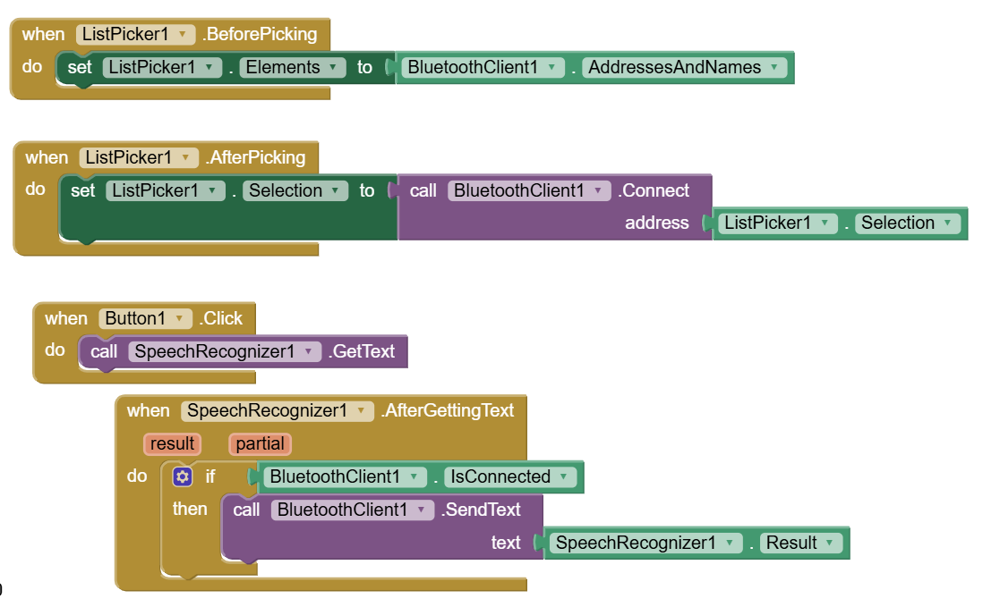 when ListPicker1 .BeforePicking
do set ListPicker1 . Elements to BluetoothClient1 . AddressesAndNames
when ListPicker1 .AfterPicking
do set ListPicker1 . Selection to call BluetoothClient1 .Connect
address ListPicker1 . Selection
when Button1 .Click
do call SpeechRecognizer1 .GetText
when SpeechRecognizer1 .AfterGettingText
result partial
do if BluetoothClient1 . IsConnected
then call BluetoothClient1 .SendText
text SpeechRecognizer1 . Result